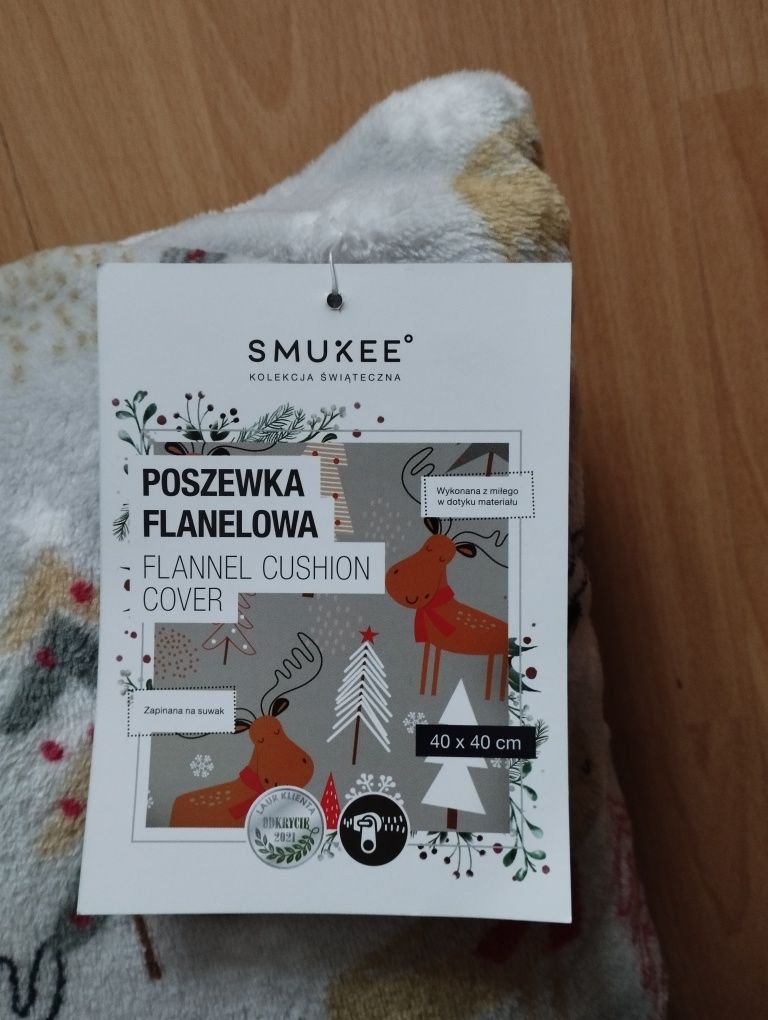 SMUKEE°
KOLEKCJA ŚWIĄTECZNA
POSZEWKA
FLANELOWA
FLANNEL CUSHION
COVER
Wykonana z miłego
w dotyku materiału
Zapinana na suwak
40 x 40 cm
LAUR KLIENTA
ODKRYCIE
2021